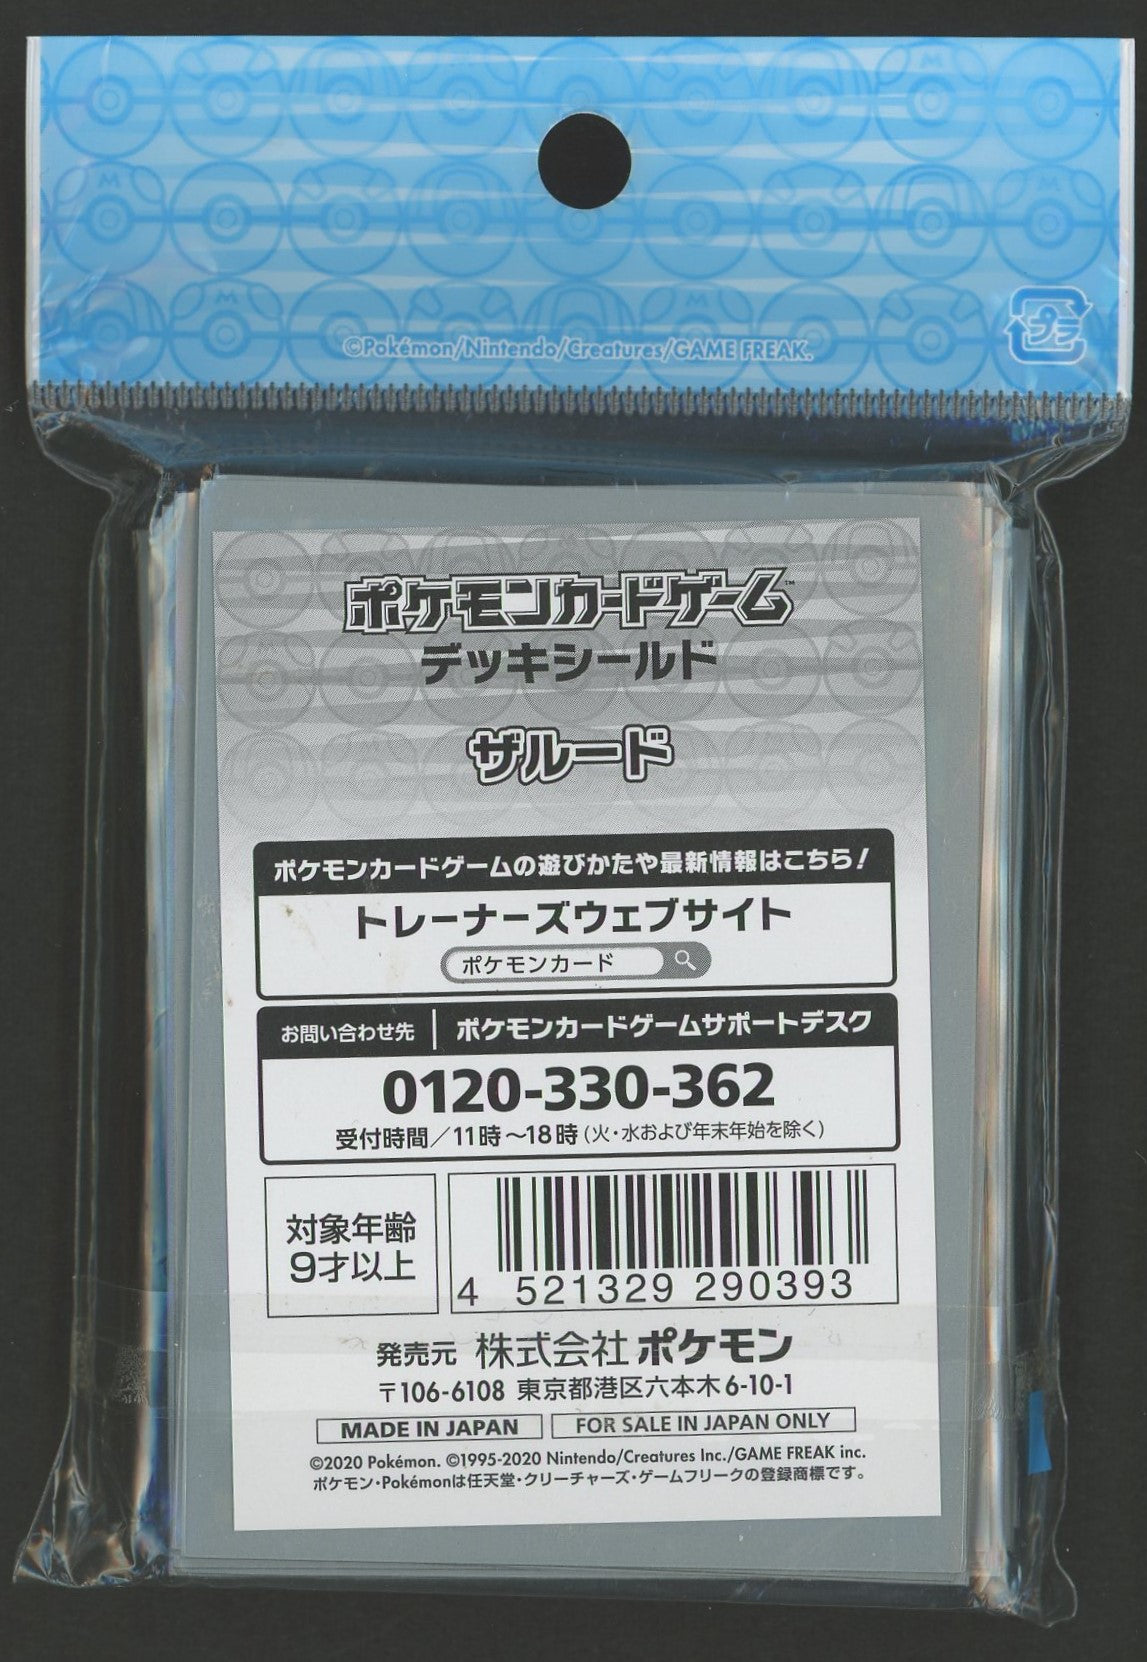 ©Pokémon/Nintendo/Creatures/GAME FREAK.
プラ
ポケモンカードゲーム™
デッキシールド
ザルード
ポケモンカードゲームの遊びかたや最新情報はこちら!
トレーナーズウェブサイト
ポケモンカード
お問い合わせ先 ポケモンカードゲームサポートデスク
0120-330-362
受付時間/11時～18時(火・水および年末年始を除く)
対象年齢
9才以上
4 521329 290393
発売元 株式会社ポケモン
〒106-6108 東京都港区六本木6-10-1
MADE IN JAPAN FOR SALE IN JAPAN ONLY
©2020 Pokémon. ©1995-2020 Nintendo/Creatures Inc./GAME FREAK inc.
ポケモン・Pokémonは任天堂・クリーチャーズ・ゲームフリークの登録商標です。